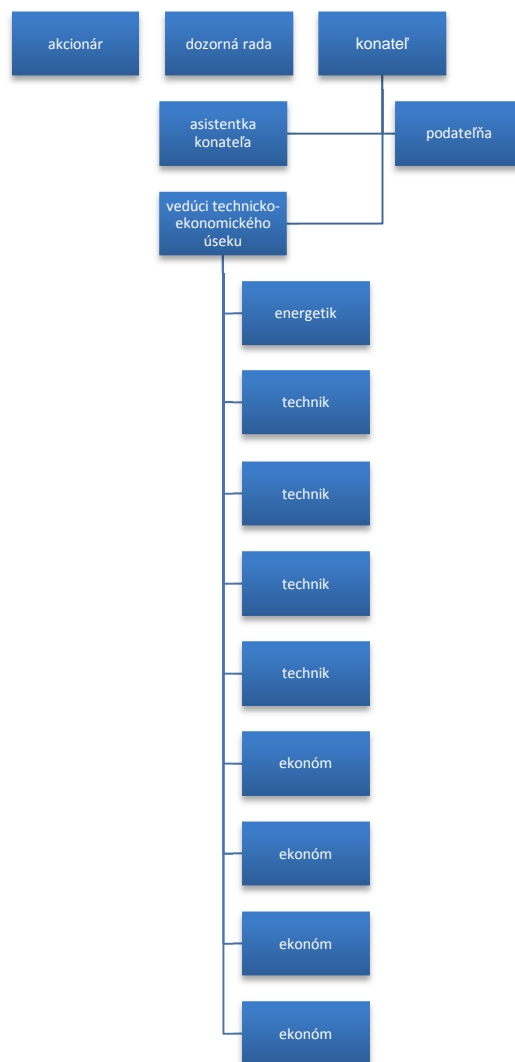 akcionár
dozorná rada
konateľ
asistentka
konateľa
podateľňa
vedúci technicko-
ekonomického
úseku
energetik
technik
technik
technik
technik
ekonóm
ekonóm
ekonóm
ekonóm